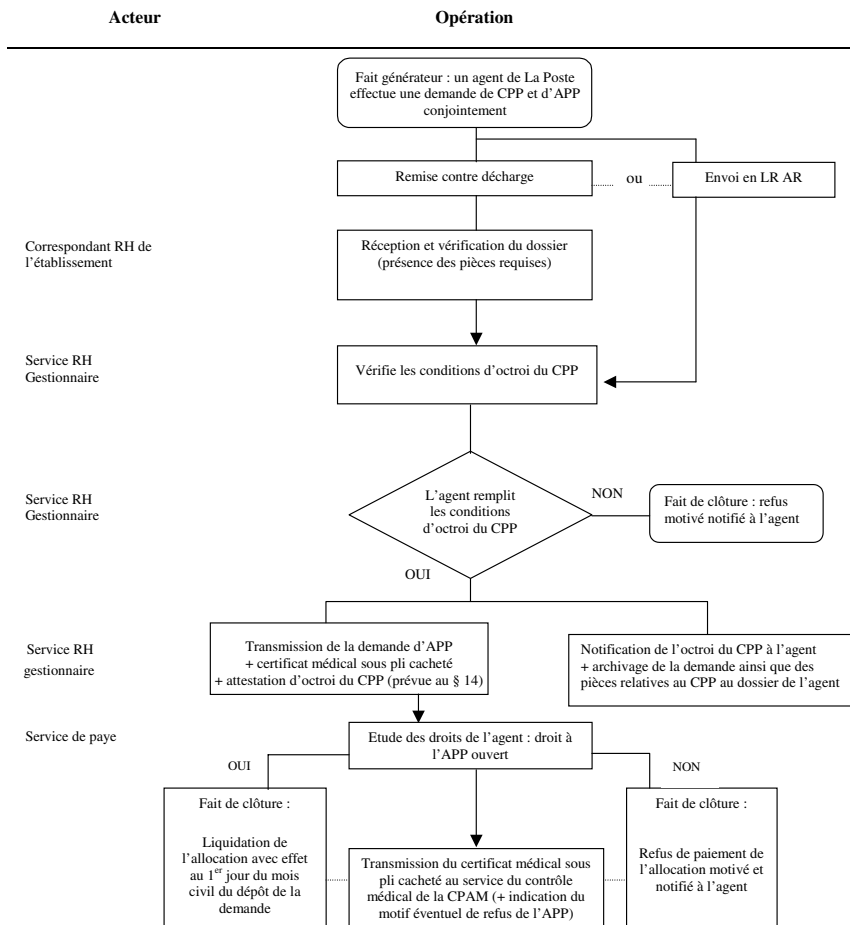 Acteur
Opération
Fait générateur : un agent de La Poste
effectue une demande de CPP et d’APP
conjointement
Remise contre décharge
ou
Envoi en LR AR
Correspondant RH de
l’établissement
Réception et vérification du dossier
(présence des pièces requises)
Service RH
Gestionnaire
Vérifie les conditions d’octroi du CPP
Service RH
Gestionnaire
L’agent remplit
les conditions
d’octroi du CPP
NON
Fait de clôture : refus
motivé notifié à l’agent
OUI
Service RH
gestionnaire
Transmission de la demande d’APP
+ certificat médical sous pli cacheté
+ attestation d’octroi du CPP (prévue au § 14)
Notification de l’octroi du CPP à l’agent
+ archivage de la demande ainsi que des
pièces relatives au CPP au dossier de l’agent
Service de paye
Etude des droits de l’agent : droit à
l’APP ouvert
OUI
NON
Fait de clôture :
Liquidation de
l’allocation avec effet
au 1er jour du mois
civil du dépôt de la
demande
Transmission du certificat médical sous
pli cacheté au service du contrôle
médical de la CPAM (+ indication du
motif éventuel de refus de l’APP)
Fait de clôture :
Refus de paiement de
l’allocation motivé et
notifié à l’agent